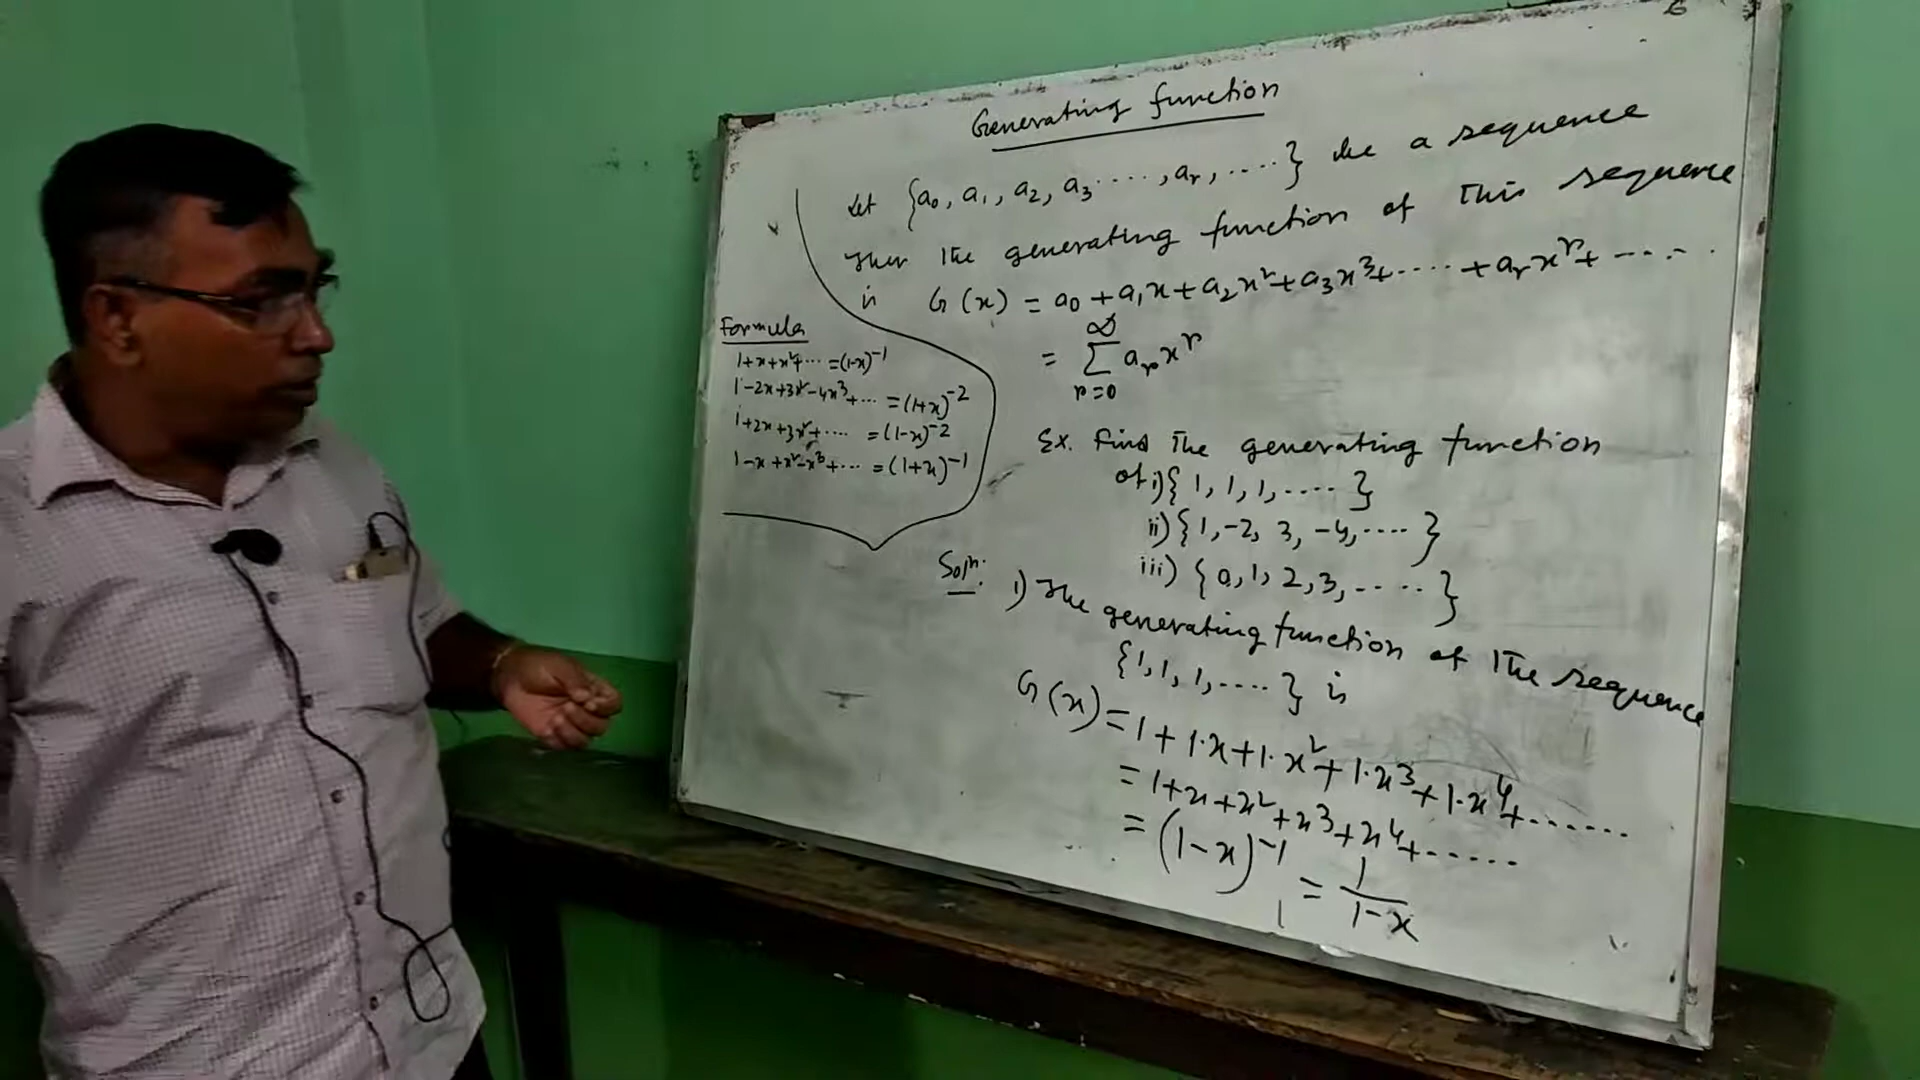 Generating function
Let {a₀, a₁, a₂, a₃ ...., aᵣ, ....} be a sequence
Then the generating function of this sequence
is G(x) = a₀ + a₁x + a₂x² + a₃x³ + ..... + aᵣxʳ + .....
= ∑_{r=0}^{∞} aᵣxʳ
Formula
1+x+x²+... = (1-x)⁻¹
1-2x+3x²-4x³+... = (1+x)⁻²
1+2x+3x²+.... = (1-x)⁻²
1-x+x²-x³+... = (1+x)⁻¹
Ex. Find the generating function
of i) {1, 1, 1, .....}
ii) {1, -2, 3, -4, .....}
iii) {0, 1, 2, 3, .....}
Solⁿ:
i) The generating function of the sequence
{1, 1, 1, ....} is
G(x) = 1 + 1·x + 1·x² + 1·x³ + 1·x⁴ + ......
= 1 + x + x² + x³ + x⁴ + ......
= (1-x)⁻¹ = 1/(1-x)